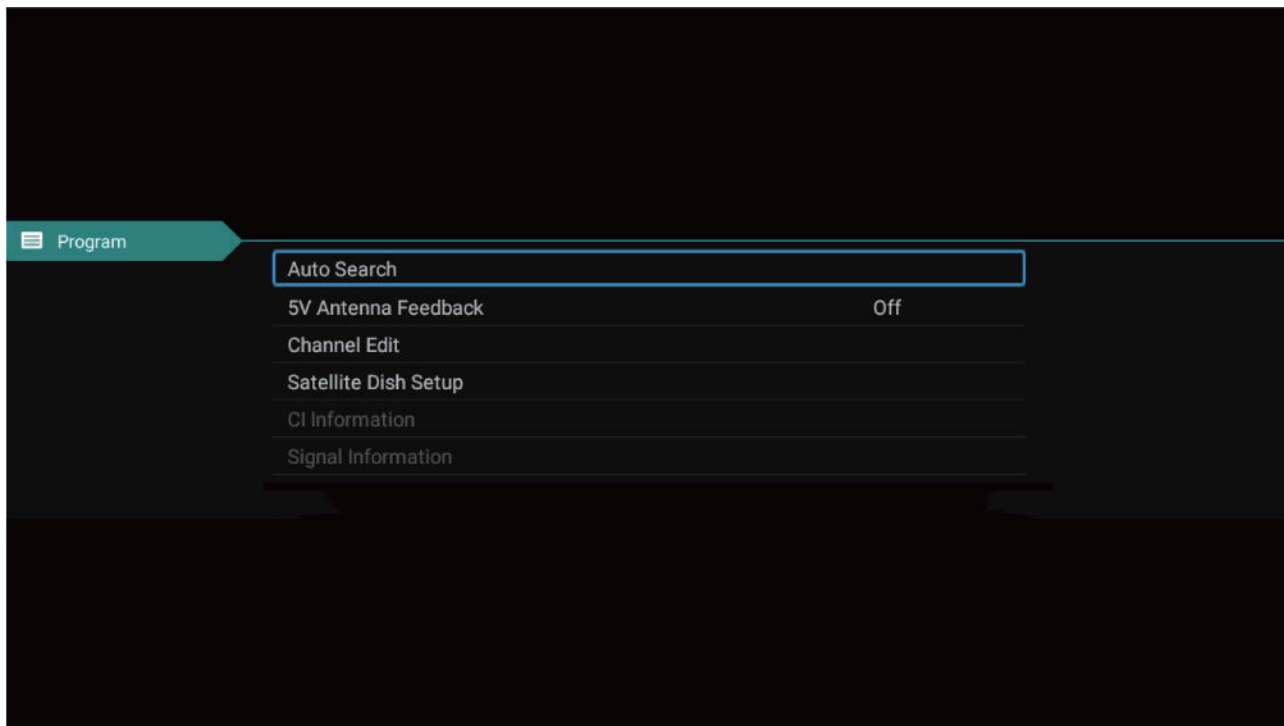 Program
Auto Search
5V Antenna Feedback Off
Channel Edit
Satellite Dish Setup
CI Information
Signal Information